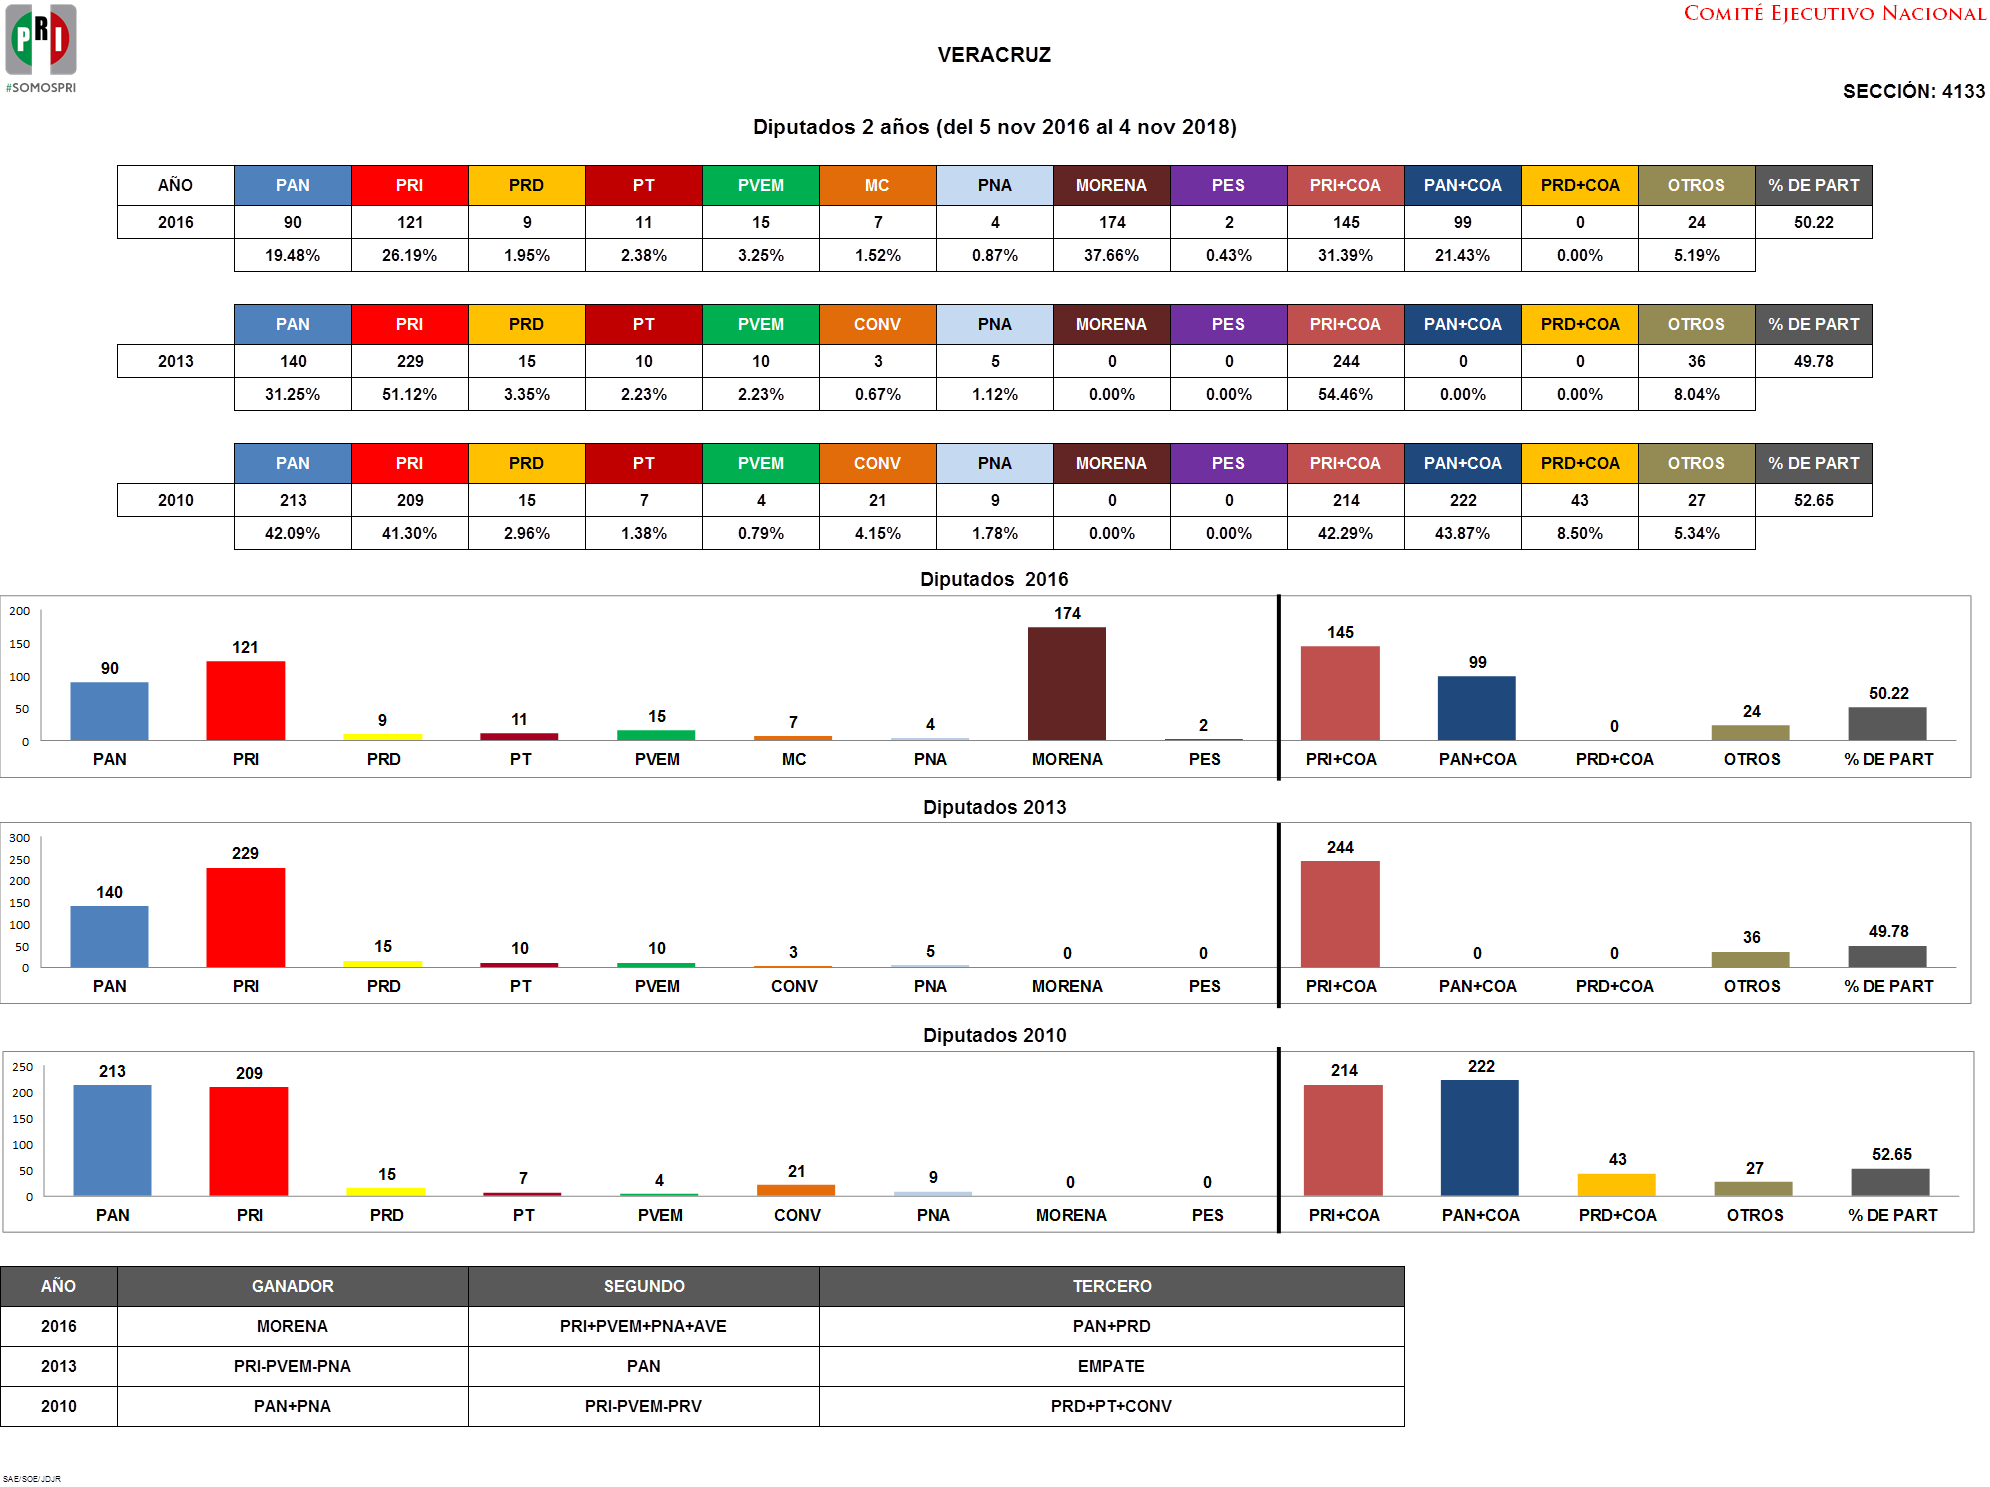 PRI
#SOMOSPRI
COMITÉ EJECUTIVO NACIONAL
VERACRUZ
SECCIÓN: 4133
Diputados 2 años (del 5 nov 2016 al 4 nov 2018)
AÑO PAN PRI PRD PT PVEM MC PNA MORENA PES PRI+COA PAN+COA PRD+COA OTROS % DE PART
2016 90 121 9 11 15 7 4 174 2 145 99 0 24 50.22
19.48% 26.19% 1.95% 2.38% 3.25% 1.52% 0.87% 37.66% 0.43% 31.39% 21.43% 0.00% 5.19%
PAN PRI PRD PT PVEM CONV PNA MORENA PES PRI+COA PAN+COA PRD+COA OTROS % DE PART
2013 140 229 15 10 10 3 5 0 0 244 0 0 36 49.78
31.25% 51.12% 3.35% 2.23% 2.23% 0.67% 1.12% 0.00% 0.00% 54.46% 0.00% 0.00% 8.04%
PAN PRI PRD PT PVEM CONV PNA MORENA PES PRI+COA PAN+COA PRD+COA OTROS % DE PART
2010 213 209 15 7 4 21 9 0 0 214 222 43 27 52.65
42.09% 41.30% 2.96% 1.38% 0.79% 4.15% 1.78% 0.00% 0.00% 42.29% 43.87% 8.50% 5.34%
Diputados 2016
200
150
100
50
0
90 121 9 11 15 7 4 174 2 145 99 0 24 50.22
PAN PRI PRD PT PVEM MC PNA MORENA PES PRI+COA PAN+COA PRD+COA OTROS % DE PART
Diputados 2013
300
250
200
150
100
50
0
140 229 15 10 10 3 5 0 0 244 0 0 36 49.78
PAN PRI PRD PT PVEM CONV PNA MORENA PES PRI+COA PAN+COA PRD+COA OTROS % DE PART
Diputados 2010
250
200
150
100
50
0
213 209 15 7 4 21 9 0 0 214 222 43 27 52.65
PAN PRI PRD PT PVEM CONV PNA MORENA PES PRI+COA PAN+COA PRD+COA OTROS % DE PART
AÑO GANADOR SEGUNDO TERCERO
2016 MORENA PRI+PVEM+PNA+AVE PAN+PRD
2013 PRI-PVEM-PNA PAN EMPATE
2010 PAN+PNA PRI-PVEM-PRV PRD+PT+CONV
SAE/SOE/JDJR